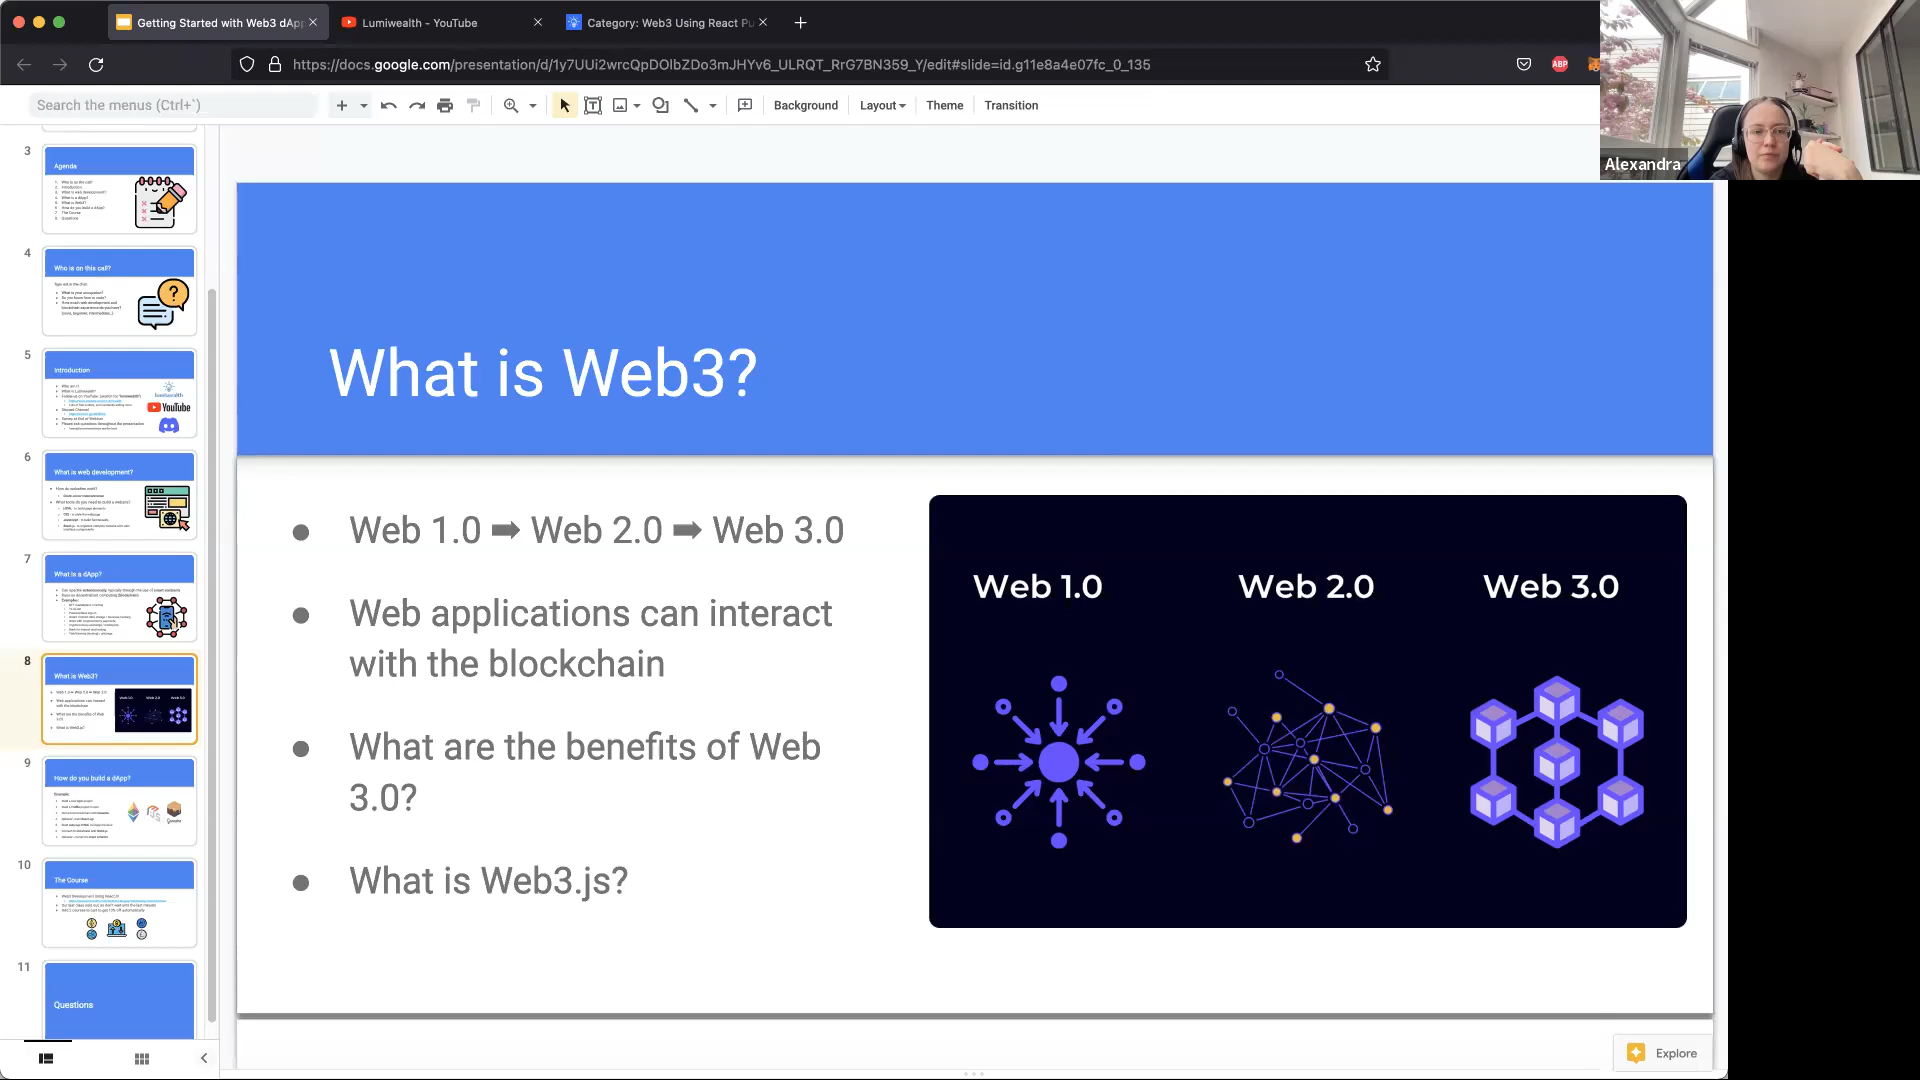 Getting Started with Web3 dApp
Lumiwealth - YouTube
Category: Web3 Using React Pu
https://docs.google.com/presentation/d/1y7UUi2wrcQpDOlbZDo3mJHYv6_ULRQT_RrG7BN359_Y/edit#slide=id.g11e8a4e07fc_0_135
ABP
Search the menus (Ctrl+`)
Background
Layout
Theme
Transition
Alexandra
3
Agenda
4
Who is on this call?
5
Introduction
YouTube
6
What is web development?
7
What is a dApp?
8
What is Web3?
9
How do you build a dApp?
10
The Course
11
Questions
What is Web3?
● Web 1.0 ➡ Web 2.0 ➡ Web 3.0
● Web applications can interact
with the blockchain
● What are the benefits of Web
3.0?
● What is Web3.js?
Web 1.0
Web 2.0
Web 3.0
Explore